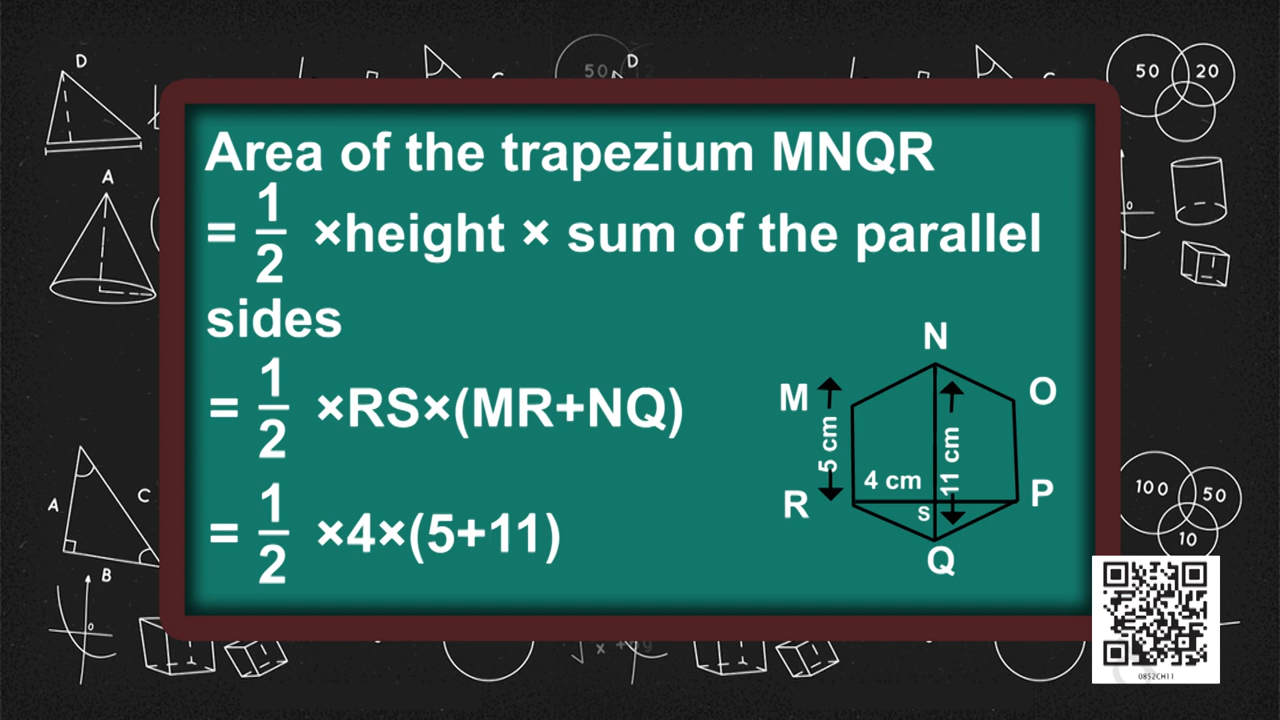 Area of the trapezium MNQR
= 1/2 ×height × sum of the parallel
sides
= 1/2 ×RS×(MR+NQ)
= 1/2 ×4×(5+11)
N
M
O
5 cm
11 cm
4 cm
R
S
P
Q
D
50
D
50
20
A
A
C
B
100
50
10
0852CH11